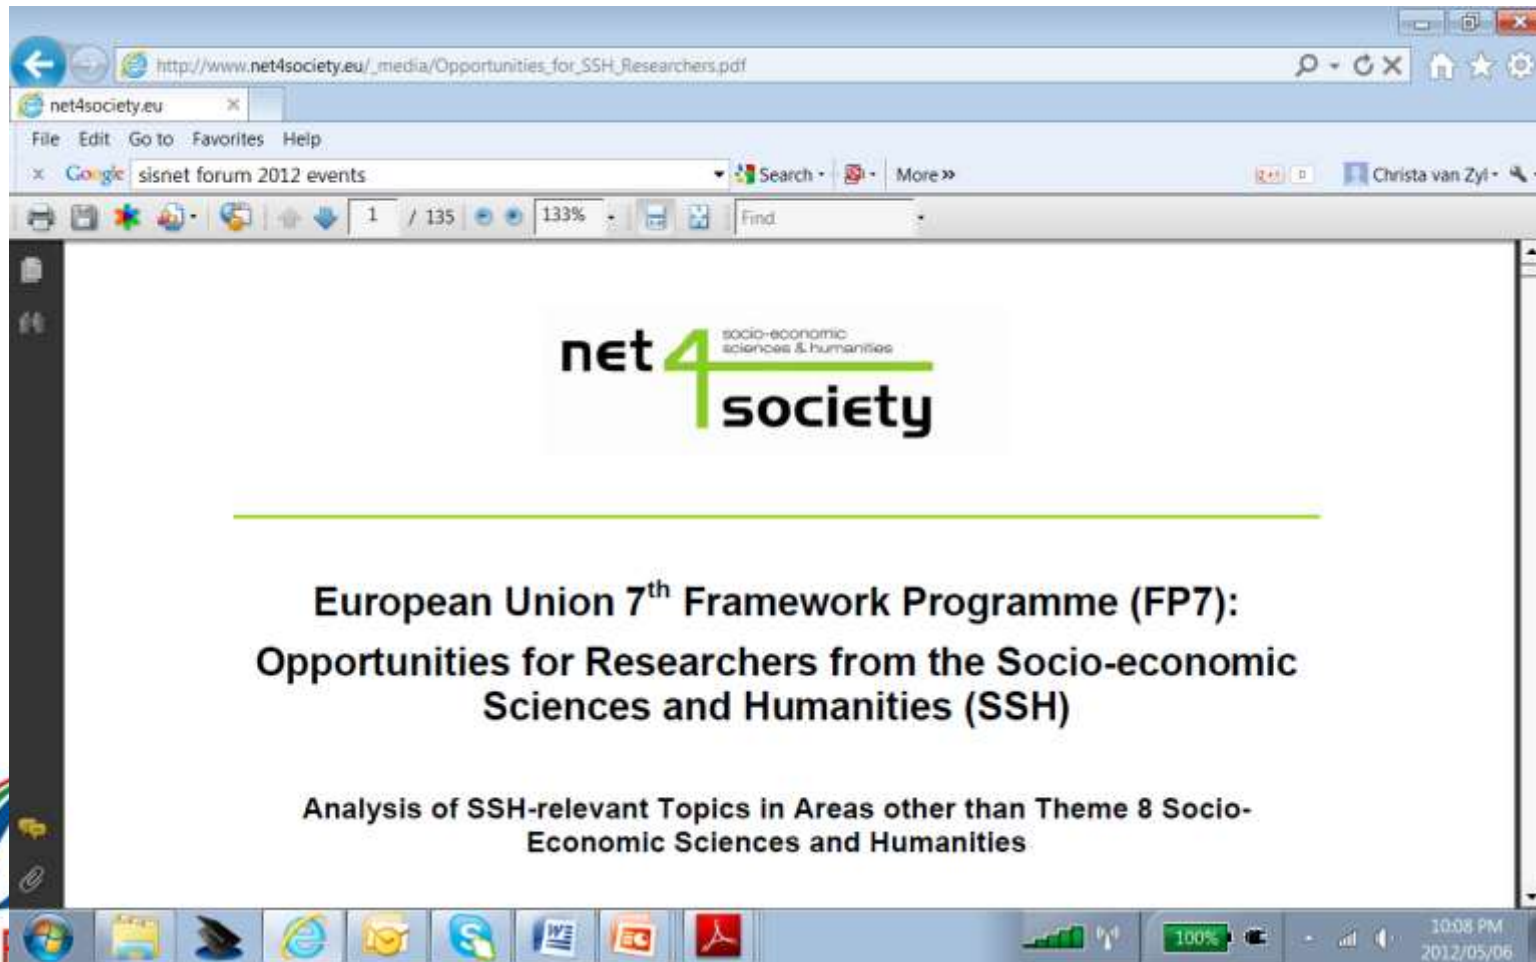 http://www.net4society.eu/_media/Opportunities_for_SSH_Researchers.pdf
net4society.eu
File Edit Go to Favorites Help
Google sisnet forum 2012 events Search More »
Christa van Zyl
1 / 135 133% Find
net 4 society
socio-economic
sciences & humanities
European Union 7th Framework Programme (FP7):
Opportunities for Researchers from the Socio-economic
Sciences and Humanities (SSH)
Analysis of SSH-relevant Topics in Areas other than Theme 8 Socio-
Economic Sciences and Humanities
100%
10:08 PM
2012/05/06